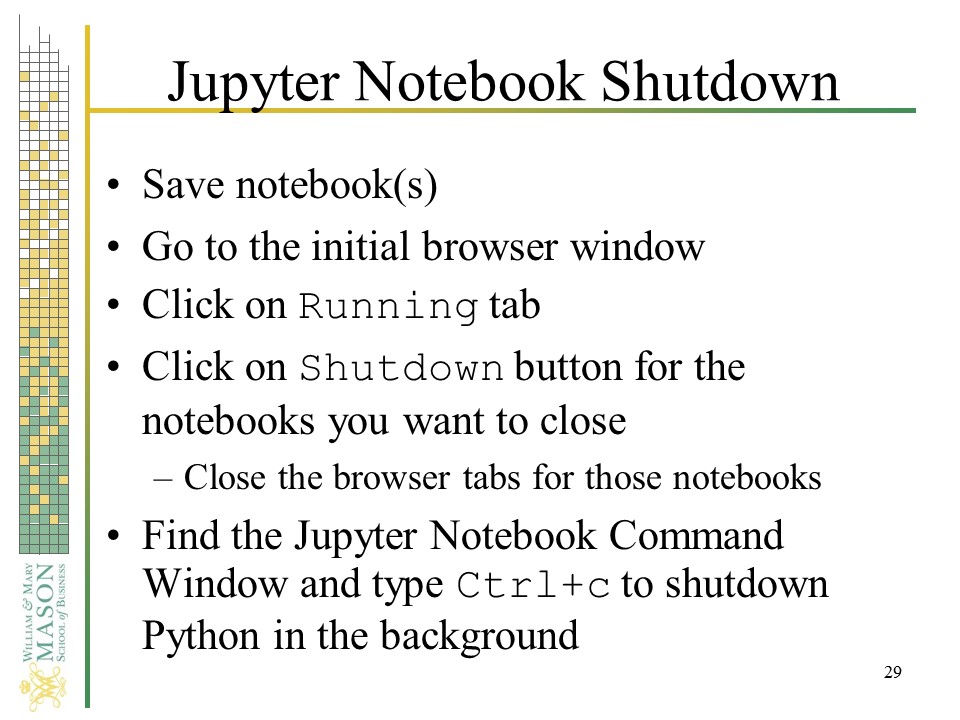 Jupyter Notebook Shutdown
• Save notebook(s)
• Go to the initial browser window
• Click on Running tab
• Click on Shutdown button for the
notebooks you want to close
– Close the browser tabs for those notebooks
• Find the Jupyter Notebook Command
Window and type Ctrl+c to shutdown
Python in the background
WILLIAM & MARY
MASON
SCHOOL of BUSINESS
29